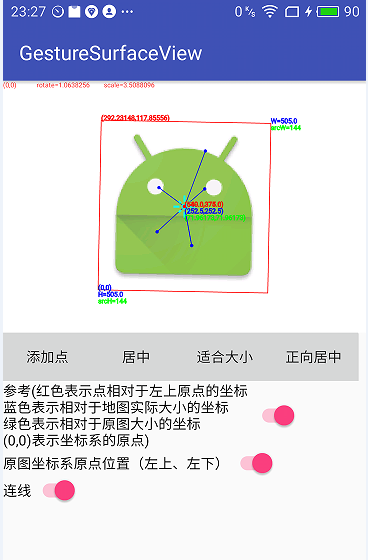 23:27 ... 0 K/s 90
GestureSurfaceView
(0,0) rotate=1.0638256 scale=3.5088096
(292.23148,117.85556)
W=505.0
srcW=144
(540.0,375.0)
(252.5,252.5)
(0,0)
H=505.0
srcH=144
添加点 居中 适合大小 正向居中
参考(红色表示点相对于左上原点的坐标
蓝色表示相对于地图实际大小的坐标
绿色表示相对于原图大小的坐标
(0,0)表示坐标系的原点)
原图坐标系原点位置（左上、左下）
连线